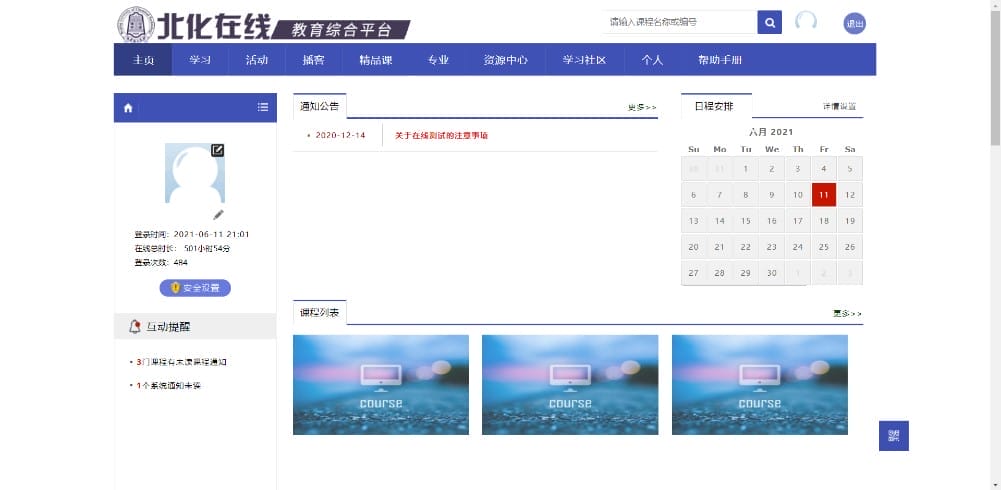 北化在线 教育综合平台
请输入课程名称或编号
退出
主页 学习 活动 播客 精品课 专业 资源中心 学习社区 个人 帮助手册
登录时间：2021-06-11 21:01
在线总时长： 501小时54分
登录次数：484
安全设置
互动提醒
• 3门课程有未读课程通知
• 1个系统通知未读
通知公告 更多>>
• 2020-12-14 关于在线测试的注意事项
日程安排 详情设置
六月 2021
Su Mo Tu We Th Fr Sa
30 31 1 2 3 4 5
6 7 8 9 10 11 12
13 14 15 16 17 18 19
20 21 22 23 24 25 26
27 28 29 30 1 2 3
课程列表 更多>>
course course course